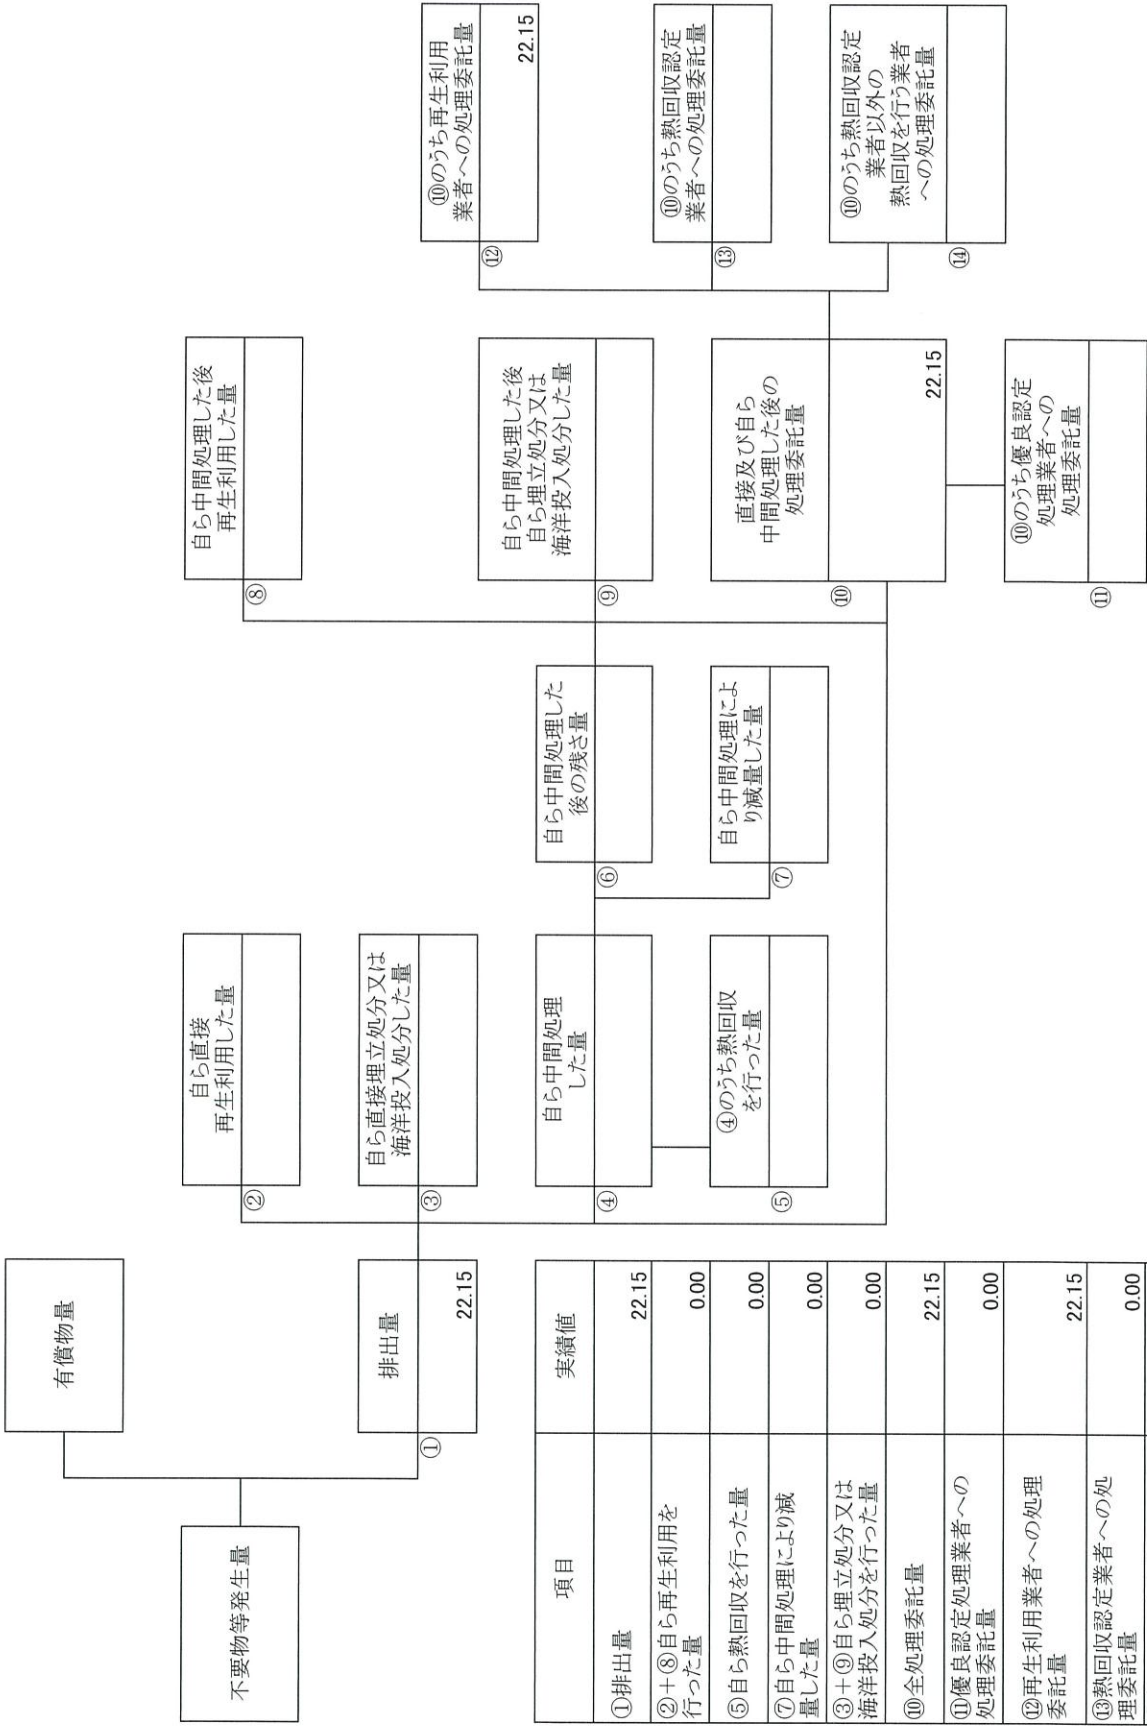 有償物量
不要物等発生量
排出量
①
22.15
自ら直接
再生利用した量
②
自ら直接埋立処分又は
海洋投入処分した量
③
自ら中間処理
した量
④
④のうち熱回収
を行った量
⑤
自ら中間処理した
後の残さ量
⑥
自ら中間処理によ
り減量した量
⑦
自ら中間処理した後
再生利用した量
⑧
自ら中間処理した後
自ら埋立処分又は
海洋投入処分した量
⑨
直接及び自ら
中間処理した後の
処理委託量
⑩
22.15
⑩のうち優良認定
処理業者への
処理委託量
⑪
⑩のうち再生利用
業者への処理委託量
⑫
22.15
⑩のうち熱回収認定
業者への処理委託量
⑬
⑩のうち熱回収認定
業者以外の
熱回収を行う業者
への処理委託量
⑭
項目 実績値
①排出量 22.15
②+⑧自ら再生利用を
行った量 0.00
⑤自ら熱回収を行った量 0.00
⑦自ら中間処理により減
量した量 0.00
③+⑨自ら埋立処分又は
海洋投入処分を行った量 0.00
⑩全処理委託量 22.15
⑪優良認定処理業者への
処理委託量 0.00
⑫再生利用業者への処理
委託量 22.15
⑬熱回収認定業者への処
理委託量 0.00